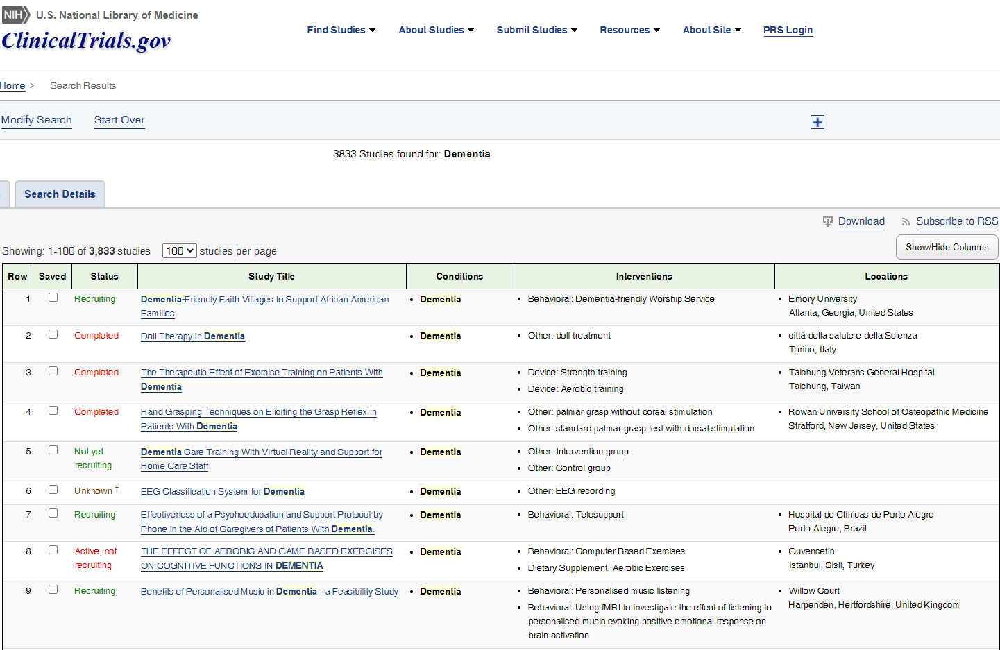 NIH U.S. National Library of Medicine
ClinicalTrials.gov
Find Studies About Studies Submit Studies Resources About Site PRS Login
Home > Search Results
Modify Search Start Over
3833 Studies found for: Dementia
Search Details
Download Subscribe to RSS
Showing: 1-100 of 3,833 studies 100 studies per page
Show/Hide Columns
Row Saved Status Study Title Conditions Interventions Locations
1 Recruiting Dementia-Friendly Faith Villages to Support African American • Dementia • Behavioral: Dementia-friendly Worship Service • Emory University
Families Atlanta, Georgia, United States
2 Completed Doll Therapy in Dementia • Dementia • Other: doll treatment • città della salute e della Scienza
Torino, Italy
3 Completed The Therapeutic Effect of Exercise Training on Patients With • Dementia • Device: Strength training • Taichung Veterans General Hospital
Dementia • Device: Aerobic training Taichung, Taiwan
4 Completed Hand Grasping Techniques on Eliciting the Grasp Reflex in • Dementia • Other: palmar grasp without dorsal stimulation • Rowan University School of Osteopathic Medicine
Patients With Dementia • Other: standard palmar grasp test with dorsal stimulation Stratford, New Jersey, United States
5 Not yet Dementia Care Training With Virtual Reality and Support for • Dementia • Other: Intervention group
recruiting Home Care Staff • Other: Control group
6 Unknown † EEG Classification System for Dementia • Dementia • Other: EEG recording
7 Recruiting Effectiveness of a Psychoeducation and Support Protocol by • Dementia • Behavioral: Telesupport • Hospital de Clínicas de Porto Alegre
Phone in the Aid of Caregivers of Patients With Dementia. Porto Alegre, Brazil
8 Active, not THE EFFECT OF AEROBIC AND GAME BASED EXERCISES • Dementia • Behavioral: Computer Based Exercises • Guvencetin
recruiting ON COGNITIVE FUNCTIONS IN DEMENTIA • Dietary Supplement: Aerobic Exercises Istanbul, Sisli, Turkey
9 Recruiting Benefits of Personalised Music in Dementia - a Feasibility Study • Dementia • Behavioral: Personalised music listening • Willow Court
• Behavioral: Using fMRI to investigate the effect of listening to Harpenden, Hertfordshire, United Kingdom
personalised music evoking positive emotional response on
brain activation